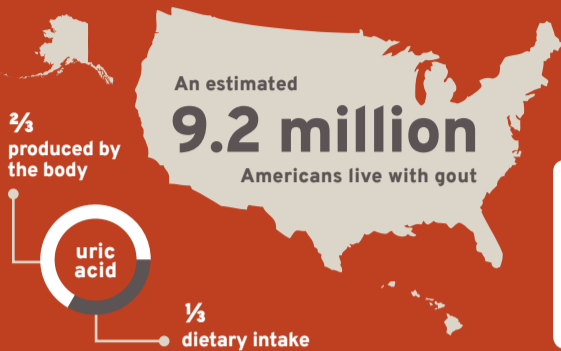 An estimated
9.2 million
Americans live with gout
⅔
produced by
the body
uric
acid
⅓
dietary intake